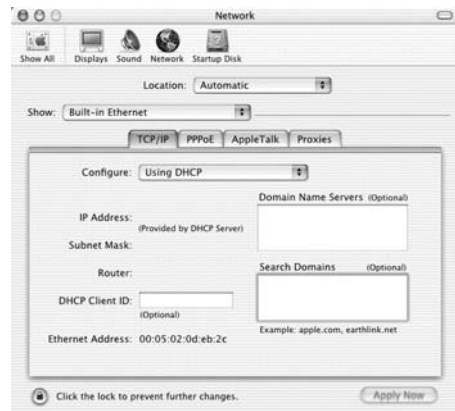 Network
Show All Displays Sound Network Startup Disk
Location: Automatic
Show: Built-in Ethernet
TCP/IP PPPoE AppleTalk Proxies
Configure: Using DHCP
Domain Name Servers (Optional)
IP Address:
(Provided by DHCP Server)
Subnet Mask:
Router:
Search Domains (Optional)
DHCP Client ID:
(Optional)
Example: apple.com, earthlink.net
Ethernet Address: 00:05:02:0d:eb:2c
Click the lock to prevent further changes.
Apply Now